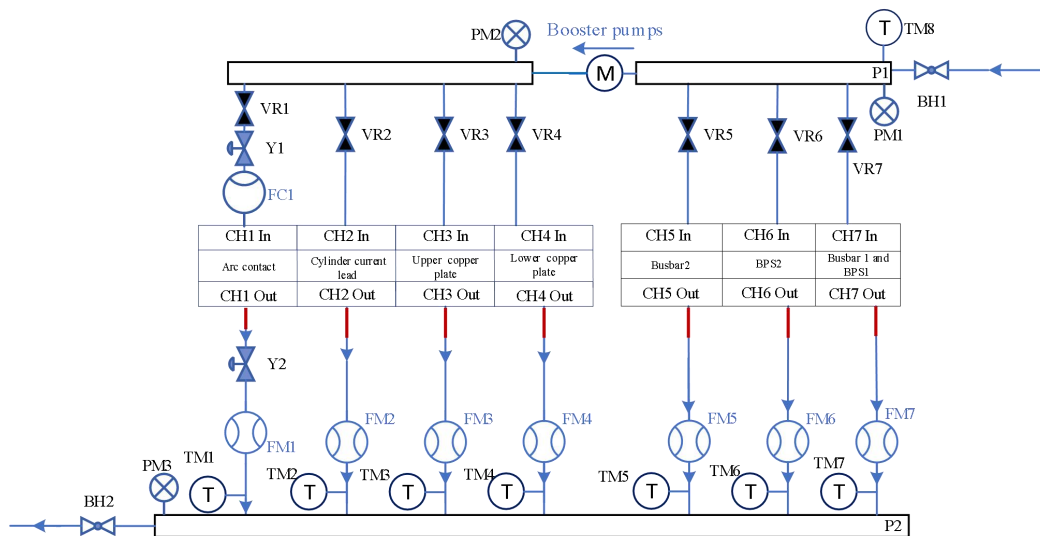 PM2
Booster pumps
T
TM8
M
P1
BH1
PM1
VR1
VR2
VR3
VR4
VR5
VR6
VR7
Y1
FC1
CH1 In
CH2 In
CH3 In
CH4 In
CH5 In
CH6 In
CH7 In
Arc contact
Cylinder current
lead
Upper copper
plate
Lower copper
plate
Busbar2
BPS2
Busbar 1 and
BPS1
CH1 Out
CH2 Out
CH3 Out
CH4 Out
CH5 Out
CH6 Out
CH7 Out
Y2
FM1
FM2
FM3
FM4
FM5
FM6
FM7
PM3
TM1
TM2
TM3
TM4
TM5
TM6
TM7
T
T
T
T
T
T
T
BH2
P2